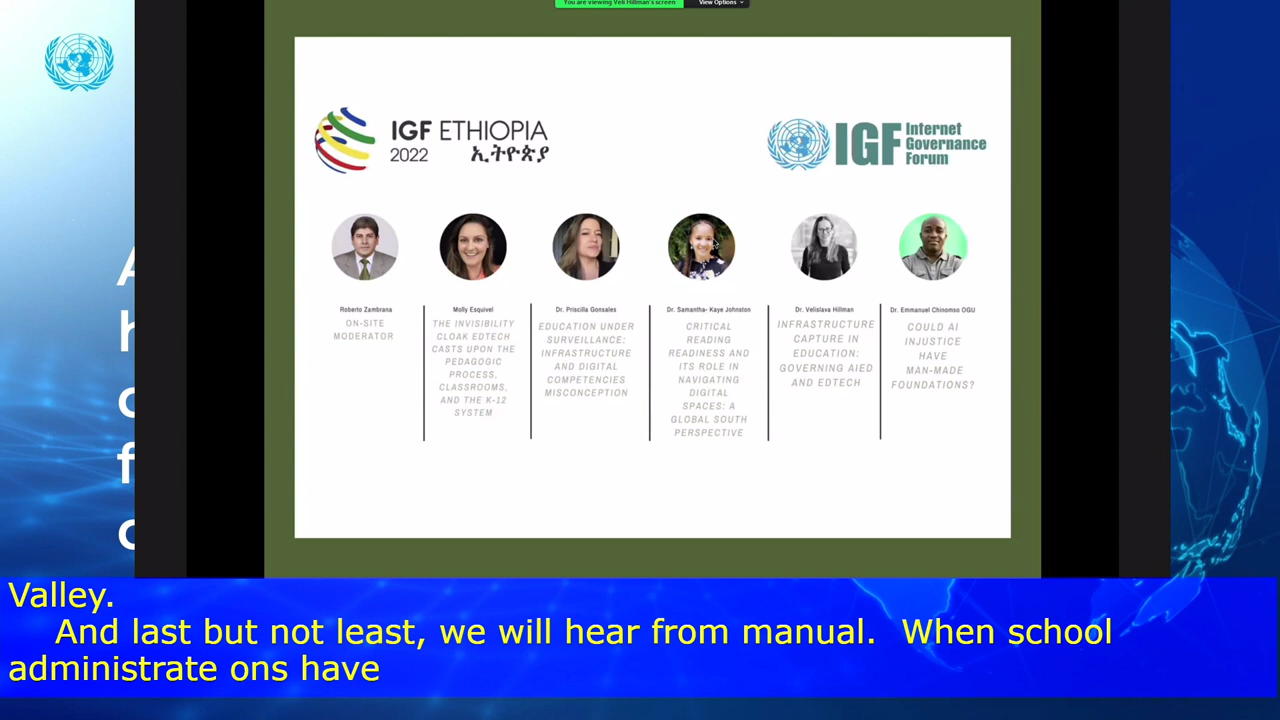 You are viewing Veli Hillman's screen
View Options
IGF ETHIOPIA
2022
ኢትዮጵያ
IGF
Internet
Governance
Forum
Roberto Zambrana
ON-SITE
MODERATOR
Molly Esquivel
THE INVISIBILITY
CLOAK EDTECH
CASTS UPON THE
PEDAGOGIC
PROCESS,
CLASSROOMS,
AND THE K-12
SYSTEM
Dr. Priscilla Gonsales
EDUCATION UNDER
SURVEILLANCE:
INFRASTRUCTURE
AND DIGITAL
COMPETENCIES
MISCONCEPTION
Dr. Samantha- Kaye Johnston
CRITICAL
READING
READINESS AND
ITS ROLE IN
NAVIGATING
DIGITAL
SPACES: A
GLOBAL SOUTH
PERSPECTIVE
Dr. Velislava Hillman
INFRASTRUCTURE
CAPTURE IN
EDUCATION:
GOVERNING AIED
AND EDTECH
Dr. Emmanuel Chinomso OGU
COULD AI
INJUSTICE
HAVE
MAN-MADE
FOUNDATIONS?
Valley.
And last but not least, we will hear from manual. When school
administrate ons have